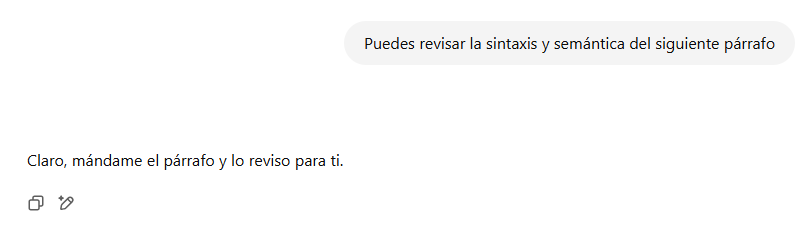 Puedes revisar la sintaxis y semántica del siguiente párrafo
Claro, mándame el párrafo y lo reviso para ti.